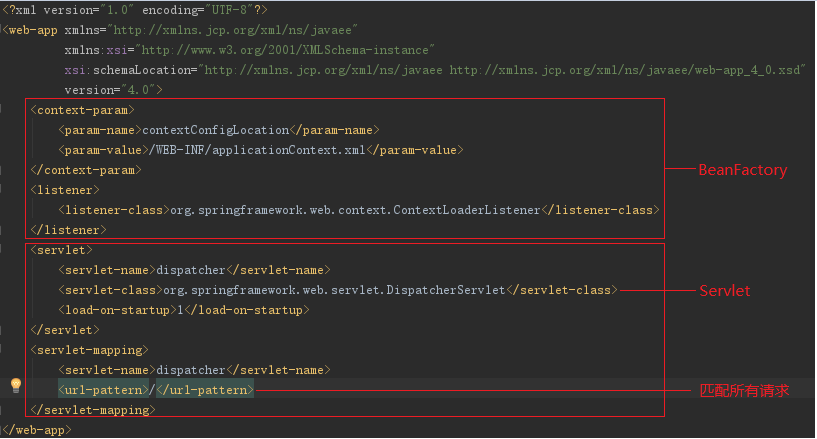 <?xml version="1.0" encoding="UTF-8"?>
<web-app xmlns="http://xmlns.jcp.org/xml/ns/javaee"
xmlns:xsi="http://www.w3.org/2001/XMLSchema-instance"
xsi:schemaLocation="http://xmlns.jcp.org/xml/ns/javaee http://xmlns.jcp.org/xml/ns/javaee/web-app_4_0.xsd"
version="4.0">
<context-param>
<param-name>contextConfigLocation</param-name>
<param-value>/WEB-INF/applicationContext.xml</param-value>
</context-param>
BeanFactory
<listener>
<listener-class>org.springframework.web.context.ContextLoaderListener</listener-class>
</listener>
<servlet>
<servlet-name>dispatcher</servlet-name>
<servlet-class>org.springframework.web.servlet.DispatcherServlet</servlet-class>
Servlet
<load-on-startup>1</load-on-startup>
</servlet>
<servlet-mapping>
<servlet-name>dispatcher</servlet-name>
<url-pattern>/</url-pattern>
匹配所有请求
</servlet-mapping>
</web-app>